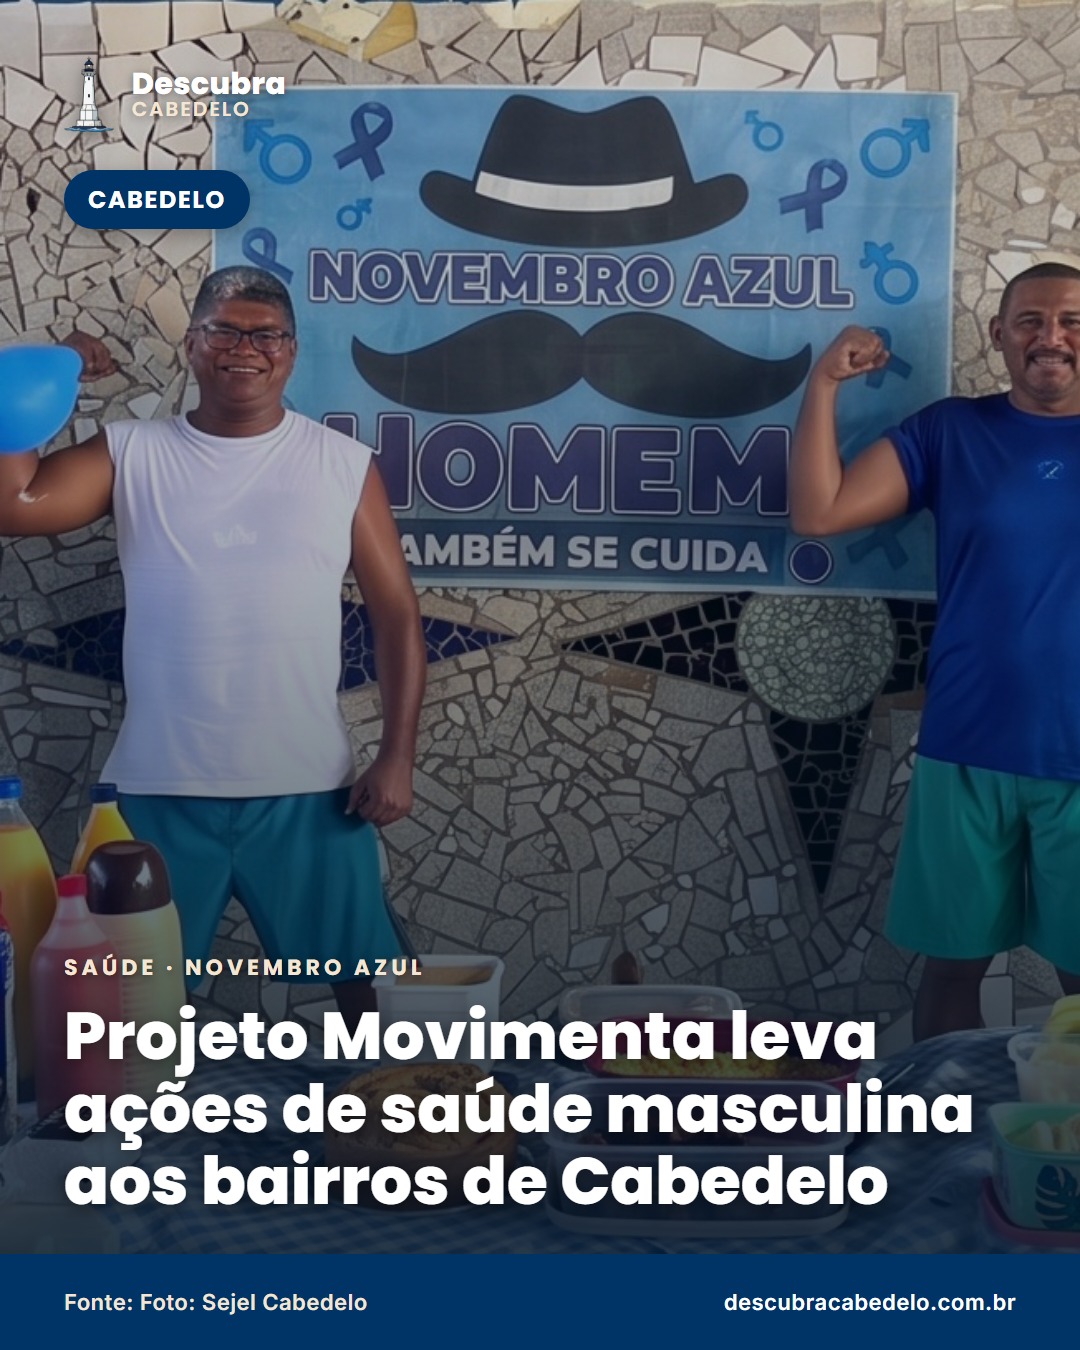 Descubra
CABEDELO
CABEDELO
NOVEMBRO AZUL
HOMEM
AMBÉM SE CUIDA
SAÚDE · NOVEMBRO AZUL
Projeto Movimenta leva
ações de saúde masculina
aos bairros de Cabedelo
Fonte: Foto: Sejel Cabedelo
descubracabedelo.com.br